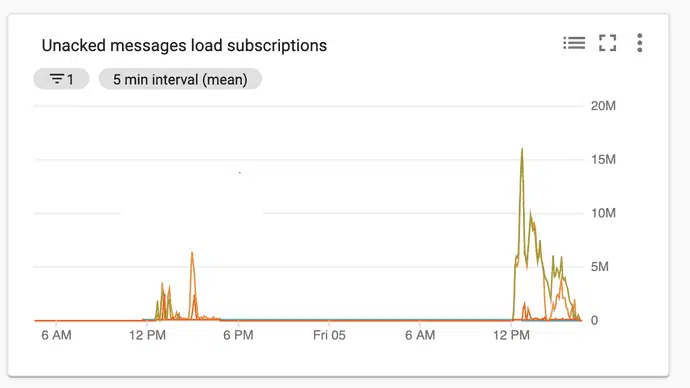 Unacked messages load subscriptions
1
5 min interval (mean)
20M
15M
10M
5M
0
6 AM 12 PM 6 PM Fri 05 6 AM 12 PM